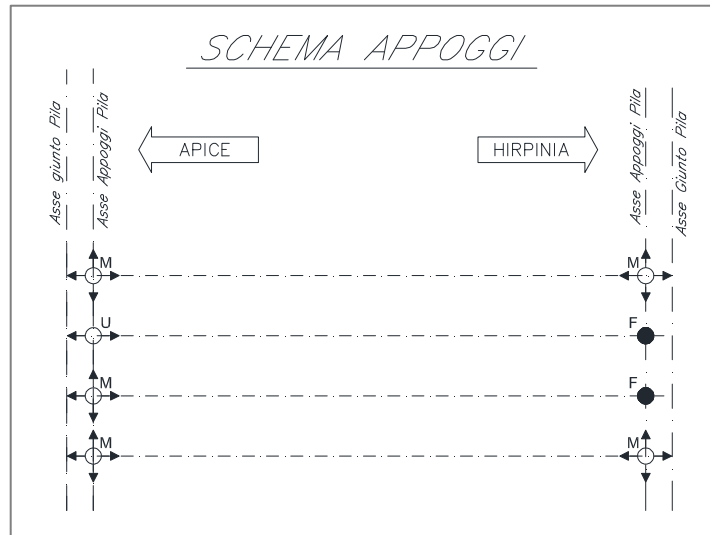 SCHEMA APPOGGI
Asse giunto Pila
Asse Appoggi Pila
APICE
HIRPINIA
Asse Appoggi Pila
Asse Giunto Pila
M
M
U
F
M
F
M
M